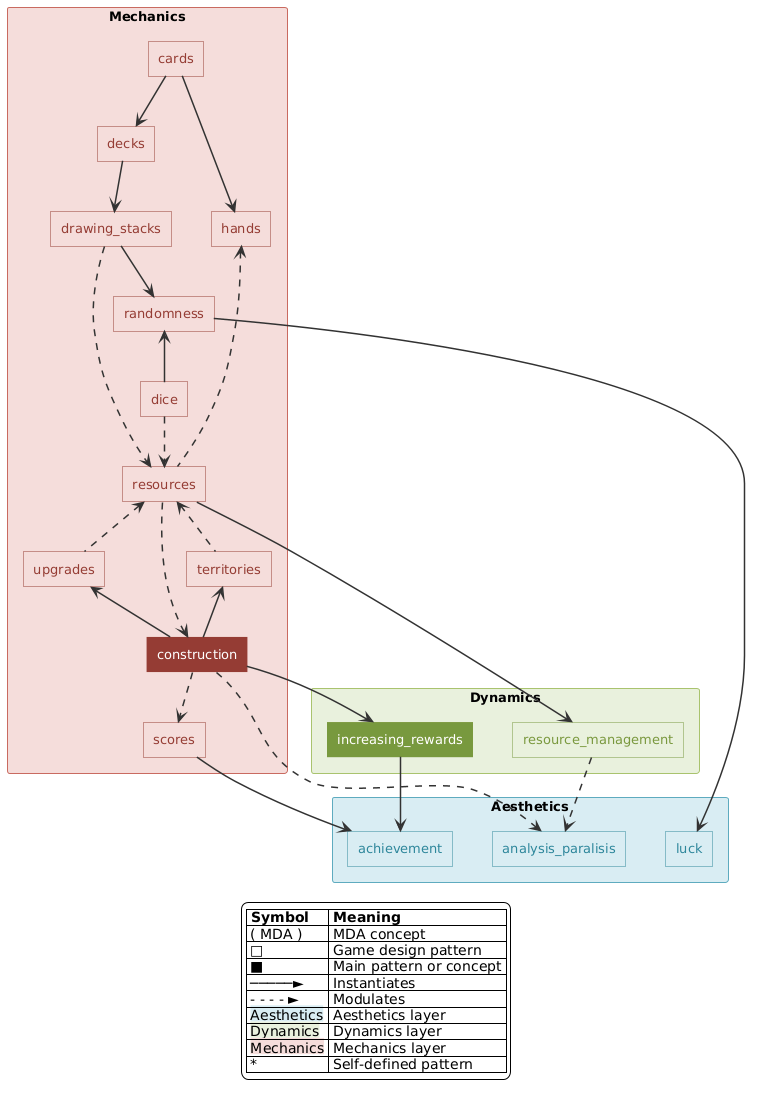 Mechanics
cards
decks
drawing_stacks
hands
randomness
dice
resources
upgrades
territories
construction
scores
Dynamics
increasing_rewards
resource_management
Aesthetics
achievement
analysis_paralisis
luck
Symbol Meaning
( MDA ) MDA concept
□ Game design pattern
■ Main pattern or concept
─────► Instantiates
- - - - ► Modulates
Aesthetics Aesthetics layer
Dynamics Dynamics layer
Mechanics Mechanics layer
* Self-defined pattern